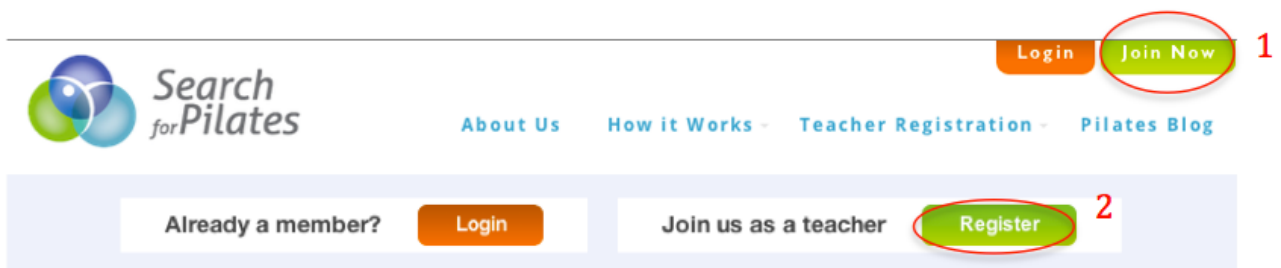 Login Join Now 1
Search
for Pilates
About Us How it Works Teacher Registration Pilates Blog
Already a member? Login Join us as a teacher Register 2